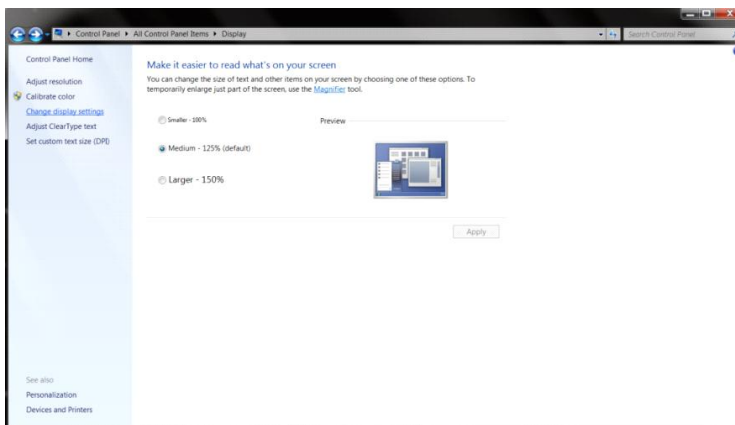 Control Panel ▸ All Control Panel Items ▸ Display
Search Control Panel
Control Panel Home
Adjust resolution
Calibrate color
Change display settings
Adjust ClearType text
Set custom text size (DPI)
See also
Personalization
Devices and Printers
Make it easier to read what's on your screen
You can change the size of text and other items on your screen by choosing one of these options. To
temporarily enlarge just part of the screen, use the Magnifier tool.
Smaller - 100%
Preview
Medium - 125% (default)
Larger - 150%
Apply